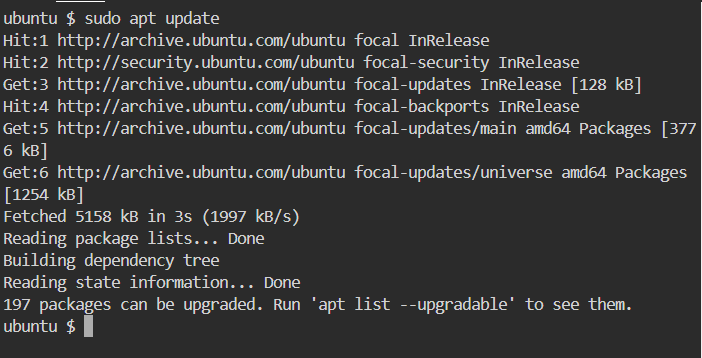 ubuntu $ sudo apt update
Hit:1 http://archive.ubuntu.com/ubuntu focal InRelease
Hit:2 http://security.ubuntu.com/ubuntu focal-security InRelease
Get:3 http://archive.ubuntu.com/ubuntu focal-updates InRelease [128 kB]
Hit:4 http://archive.ubuntu.com/ubuntu focal-backports InRelease
Get:5 http://archive.ubuntu.com/ubuntu focal-updates/main amd64 Packages [377
6 kB]
Get:6 http://archive.ubuntu.com/ubuntu focal-updates/universe amd64 Packages
[1254 kB]
Fetched 5158 kB in 3s (1997 kB/s)
Reading package lists... Done
Building dependency tree
Reading state information... Done
197 packages can be upgraded. Run 'apt list --upgradable' to see them.
ubuntu $